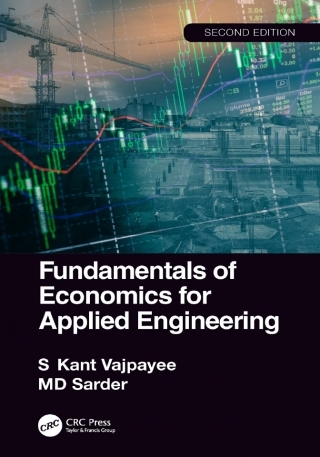 SECOND EDITION
Fundamentals of
Economics for
Applied Engineering
S Kant Vajpayee
MD Sarder
CRC
CRC Press
Taylor & Francis Group